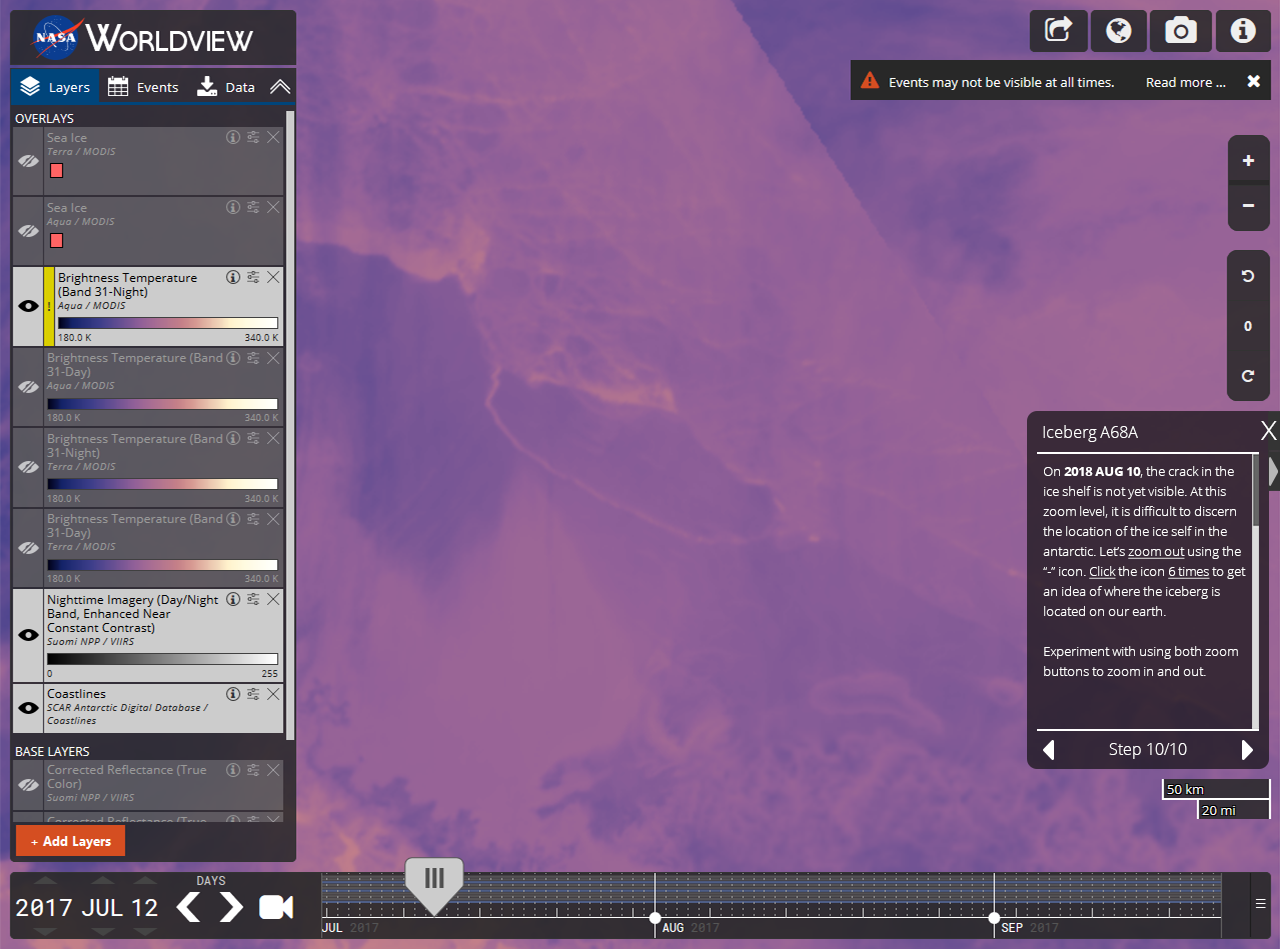 NASA WORLDVIEW
Layers Events Data
Events may not be visible at all times. Read more ...
OVERLAYS
Sea Ice
Terra / MODIS
Sea Ice
Aqua / MODIS
Brightness Temperature
(Band 31-Night)
! Aqua / MODIS
180.0 K 340.0 K
Brightness Temperature (Band
31-Day)
Aqua / MODIS
180.0 K 340.0 K
Brightness Temperature (Band
31-Night)
Terra / MODIS
180.0 K 340.0 K
Brightness Temperature (Band
31-Day)
Terra / MODIS
180.0 K 340.0 K
Nighttime Imagery (Day/Night
Band, Enhanced Near
Constant Contrast)
Suomi NPP / VIIRS
0 255
Coastlines
SCAR Antarctic Digital Database /
Coastlines
BASE LAYERS
Corrected Reflectance (True
Color)
Suomi NPP / VIIRS
Corrected Reflectance (True
+ Add Layers
+
−
0
Iceberg A68A
X
On 2018 AUG 10, the crack in the
ice shelf is not yet visible. At this
zoom level, it is difficult to discern
the location of the ice self in the
antarctic. Let's zoom out using the
"-" icon. Click the icon 6 times to get
an idea of where the iceberg is
located on our earth.
Experiment with using both zoom
buttons to zoom in and out.
Step 10/10
50 km
20 mi
DAYS
2017 JUL 12
JUL 2017 AUG 2017 SEP 2017